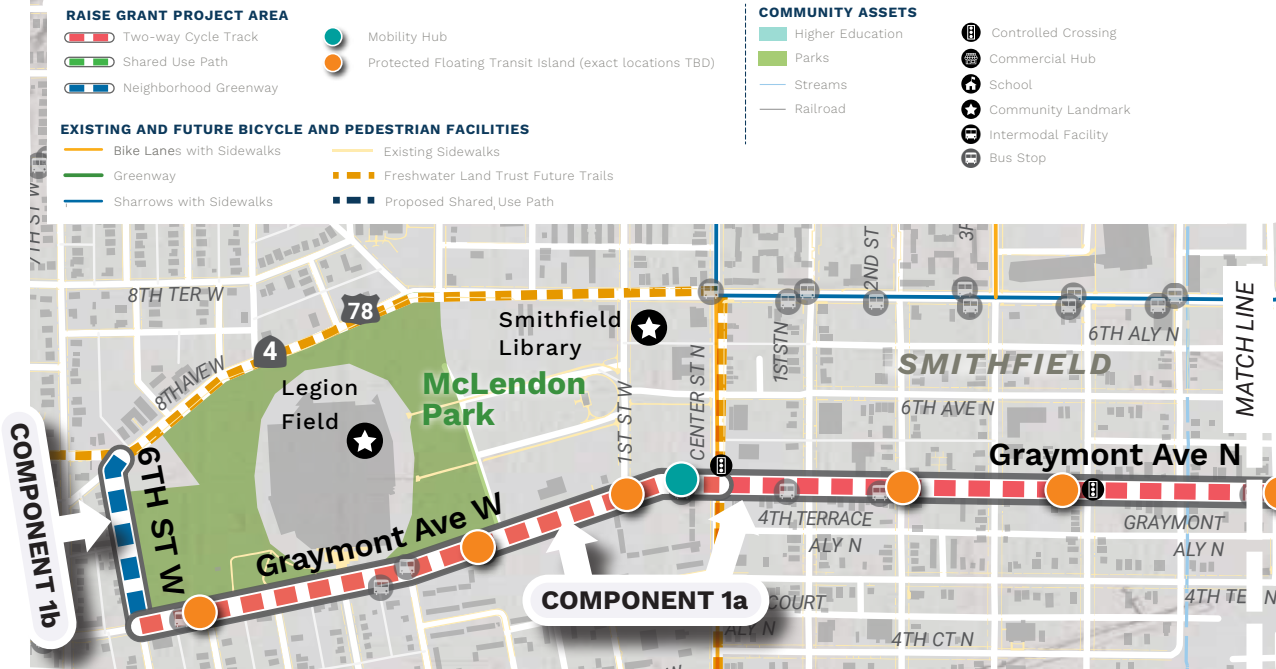 RAISE GRANT PROJECT AREA
Two-way Cycle Track
Shared Use Path
Neighborhood Greenway
Mobility Hub
Protected Floating Transit Island (exact locations TBD)
COMMUNITY ASSETS
Higher Education
Parks
Streams
Railroad
Controlled Crossing
Commercial Hub
School
Community Landmark
Intermodal Facility
Bus Stop
EXISTING AND FUTURE BICYCLE AND PEDESTRIAN FACILITIES
Bike Lanes with Sidewalks
Greenway
Sharrows with Sidewalks
Existing Sidewalks
Freshwater Land Trust Future Trails
Proposed Shared Use Path
7TH ST W
8TH TER W
78
4
8TH AVE W
Legion
Field
McLendon
Park
Smithfield
Library
1ST ST W
CENTER ST N
1ST ST N
2ND ST
6TH ALY N
SMITHFIELD
6TH AVE N
MATCH LINE
Graymont Ave N
COMPONENT 1b
6TH ST W
Graymont Ave W
COMPONENT 1a
4TH TERRACE
ALY N
GRAYMONT
ALY N
COURT
ALY N
4TH CT N
4TH TE N